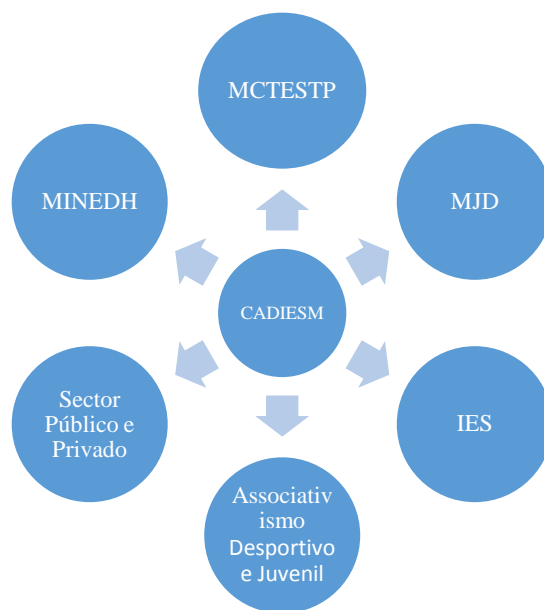 MCTESTP
MINEDH
MJD
CADIESM
Sector
Público e
Privado
IES
Associativ
ismo
Desportivo
e Juvenil